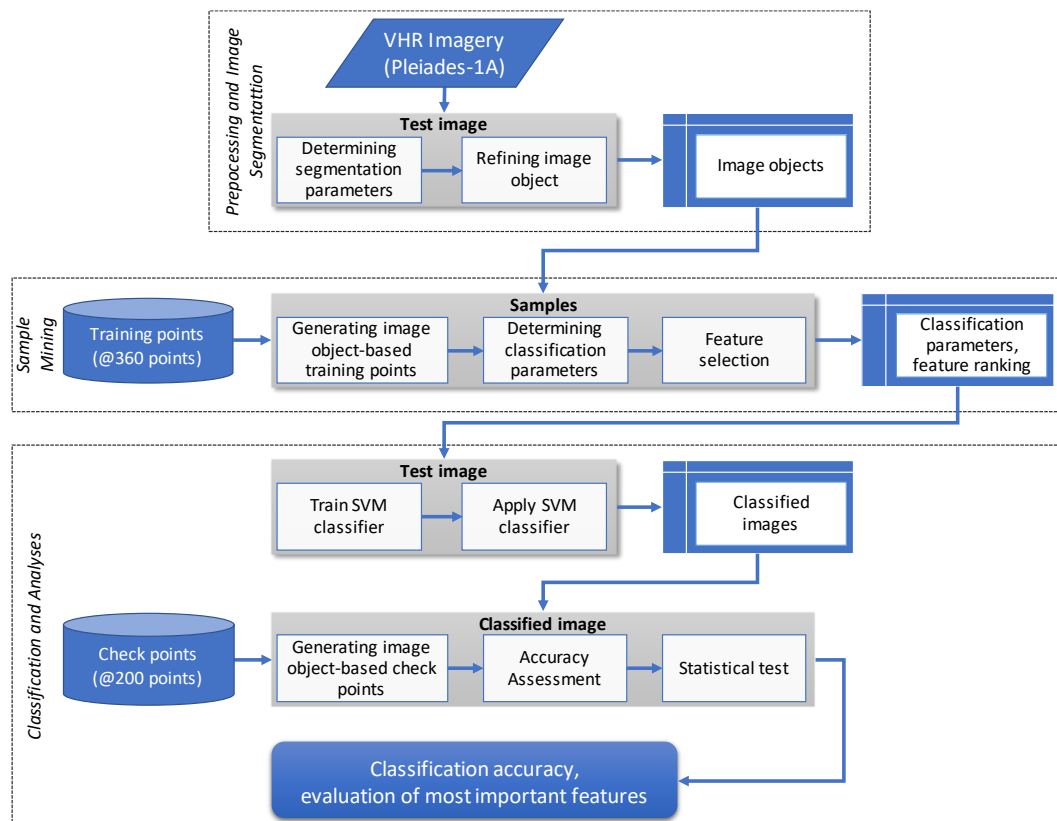 Prepocessing and Image
Segmentattion
VHR Imagery
(Pleiades-1A)
Test image
Determining
segmentation
parameters
Refining image
object
Image objects
Sample
Mining
Training points
(@360 points)
Samples
Generating image
object-based
training points
Determining
classification
parameters
Feature
selection
Classification
parameters,
feature ranking
Classification and Analyses
Test image
Train SVM
classifier
Apply SVM
classifier
Classified
images
Check points
(@200 points)
Classified image
Generating image
object-based check
points
Accuracy
Assessment
Statistical test
Classification accuracy,
evaluation of most important features